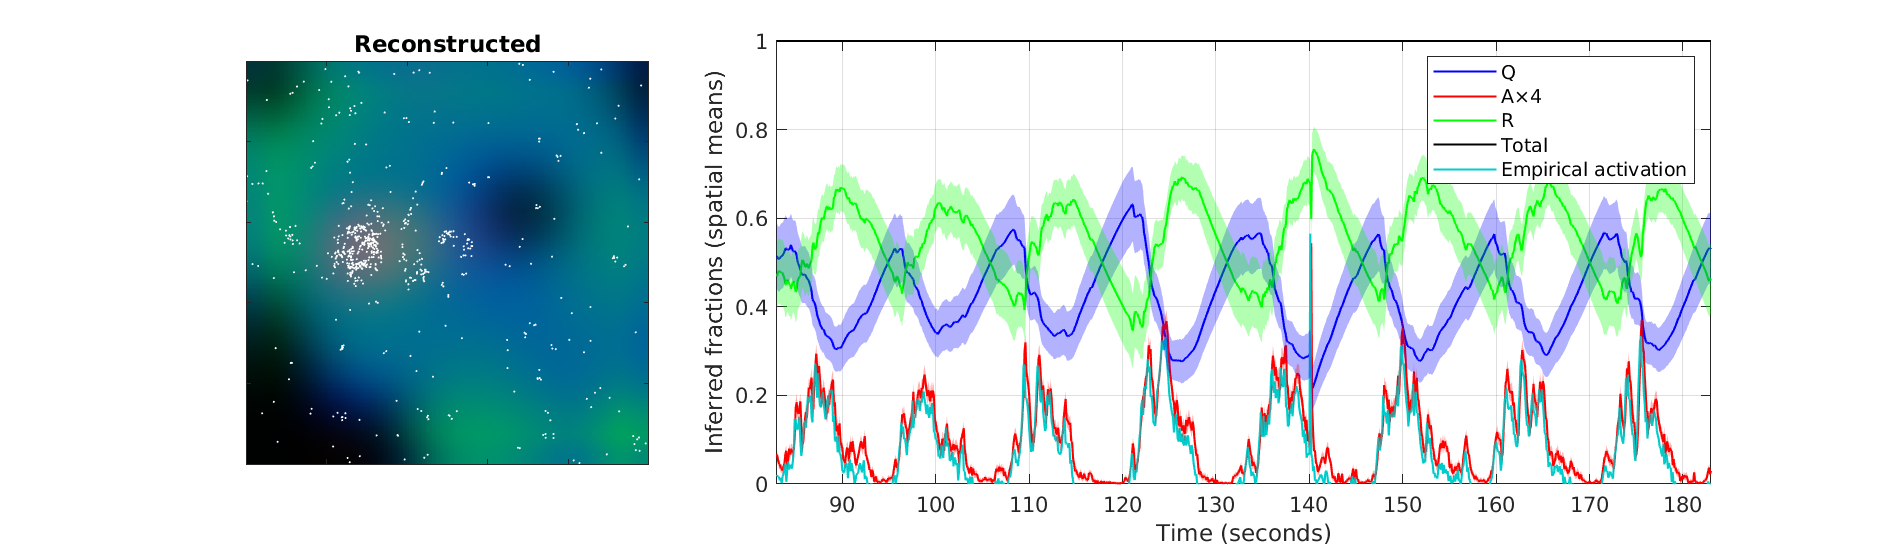 Reconstructed
Inferred fractions (spatial means)
1
0.8
0.6
0.4
0.2
0
90
100
110
120
130
140
150
160
170
180
Time (seconds)
Q
A×4
R
Total
Empirical activation